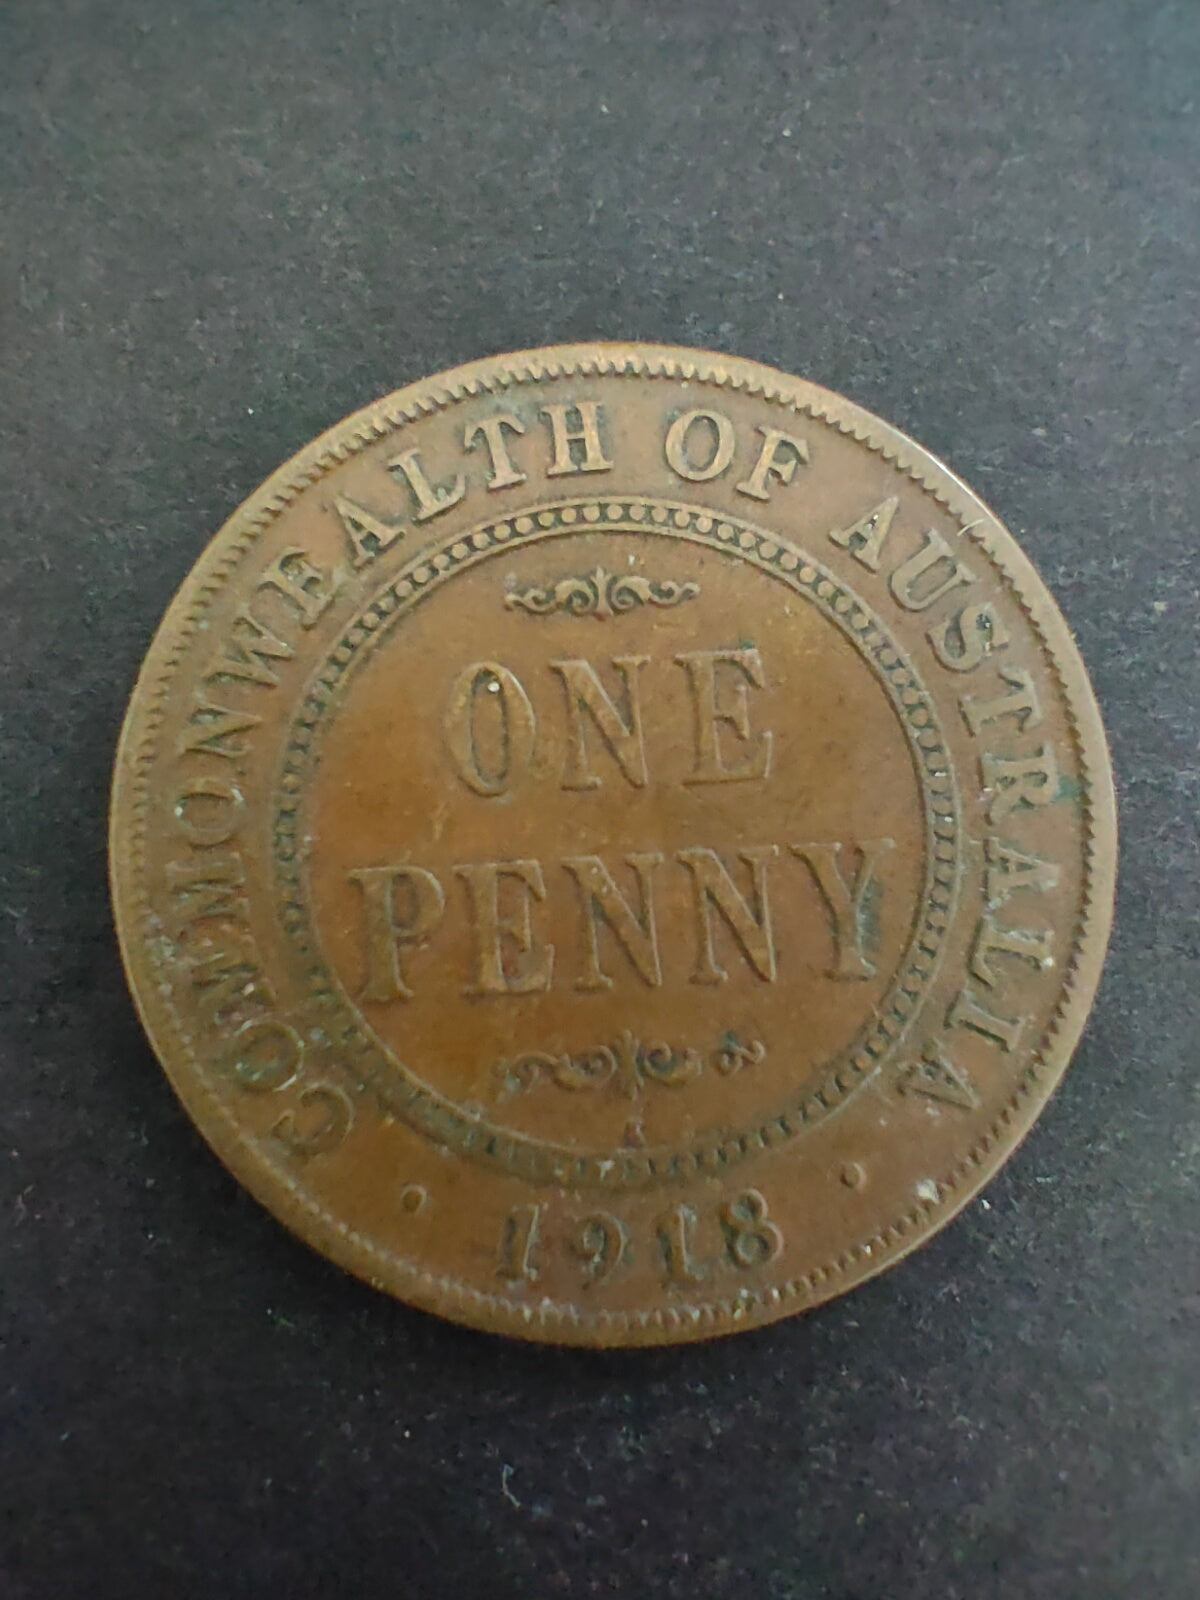 COMMONWEALTH OF AUSTRALIA
ONE
PENNY
I
· 1918 ·